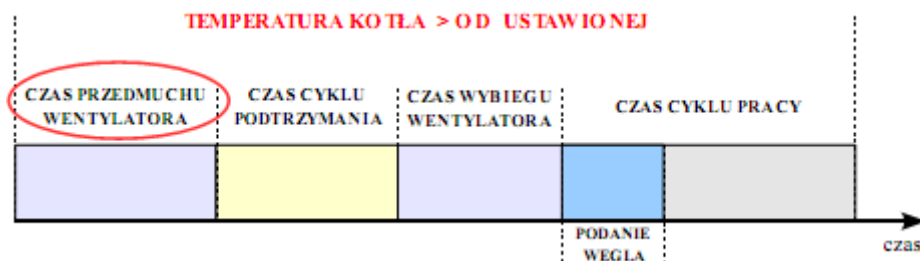 TEMPERATURA KOTŁA > OD USTAWIONEJ
CZAS PRZEDMUCHU
WENTYLATORA
CZAS CYKLU
PODTRZYMANIA
CZAS WYBIEGU
WENTYLATORA
CZAS CYKLU PRACY
PODANIE
WĘGLA
czas